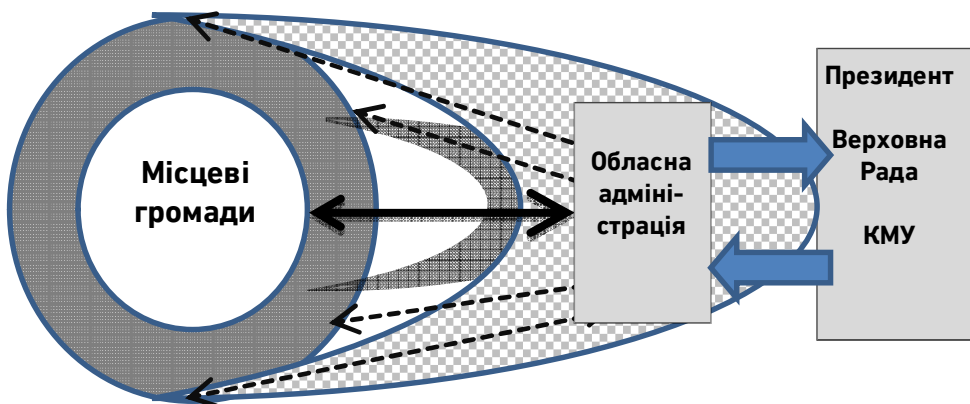 Місцеві
громади
Обласна
адміні-
страція
Президент
Верховна
Рада
КМУ